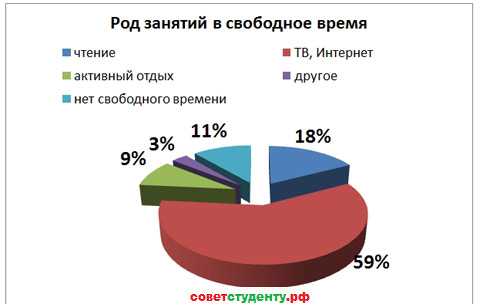 Род занятий в свободное время
чтение
ТВ, Интернет
активный отдых
другое
нет свободного времени
18%
59%
9%
3%
11%
советстуденту.рф